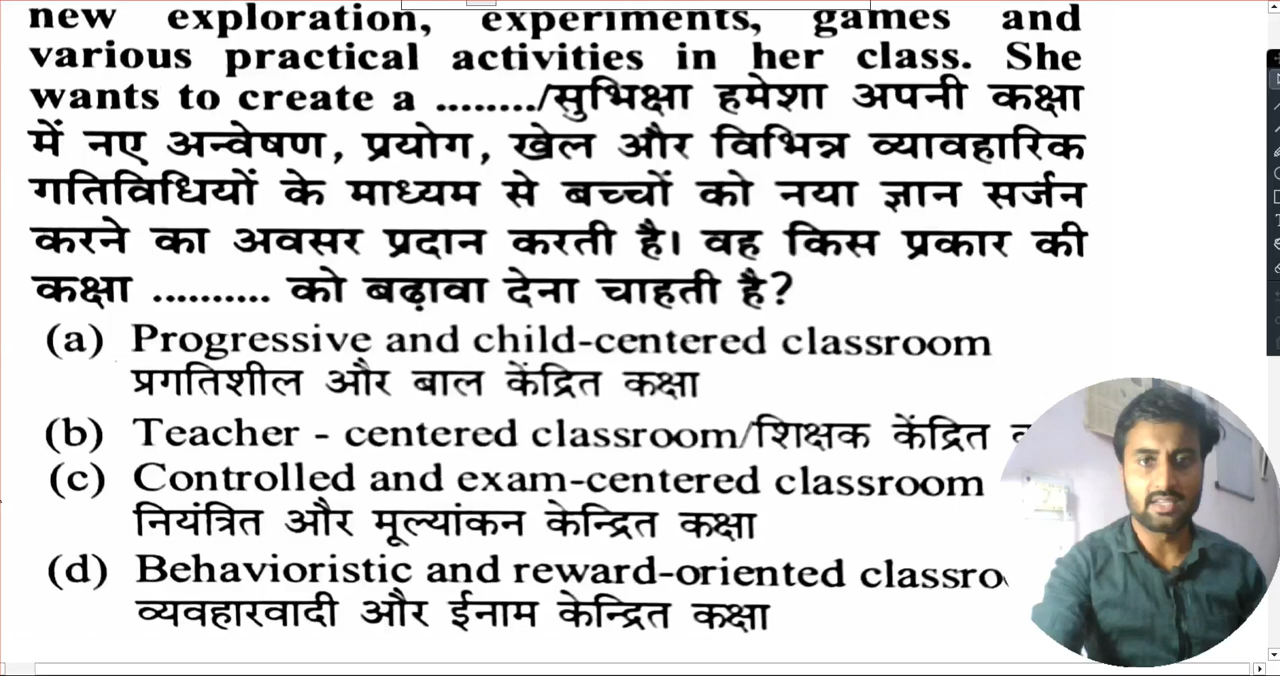 new exploration, experiments, games and
various practical activities in her class. She
wants to create a ......../सुभिक्षा हमेशा अपनी कक्षा
में नए अन्वेषण, प्रयोग, खेल और विभिन्न व्यावहारिक
गतिविधियों के माध्यम से बच्चों को नया ज्ञान सर्जन
करने का अवसर प्रदान करती है। वह किस प्रकार की
कक्षा .......... को बढ़ावा देना चाहती है?
(a) Progressive and child-centered classroom
प्रगतिशील और बाल केंद्रित कक्षा
(b) Teacher - centered classroom/शिक्षक केंद्रित
(c) Controlled and exam-centered classroom
नियंत्रित और मूल्यांकन केन्द्रित कक्षा
(d) Behavioristic and reward-oriented classro
व्यवहारवादी और ईनाम केन्द्रित कक्षा